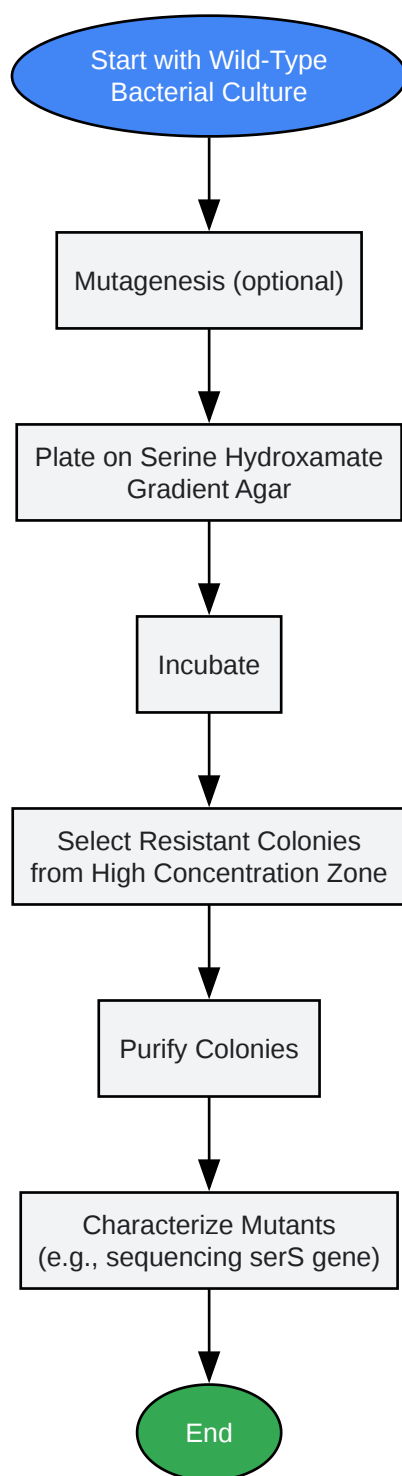 Start with Wild-Type
Bacterial Culture
Mutagenesis (optional)
Plate on Serine Hydroxamate
Gradient Agar
Incubate
Select Resistant Colonies
from High Concentration Zone
Purify Colonies
Characterize Mutants
(e.g., sequencing serS gene)
End